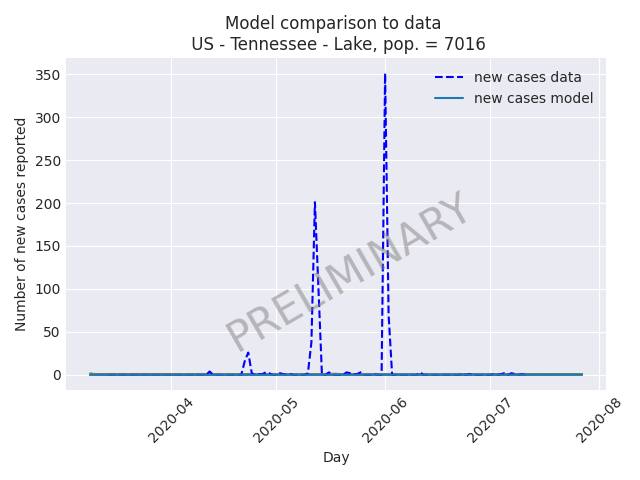 Model comparison to data
US - Tennessee - Lake, pop. = 7016
new cases data
new cases model
Number of new cases reported
350
300
250
200
150
100
50
0
PRELIMINARY
2020-04
2020-05
2020-06
2020-07
2020-08
Day